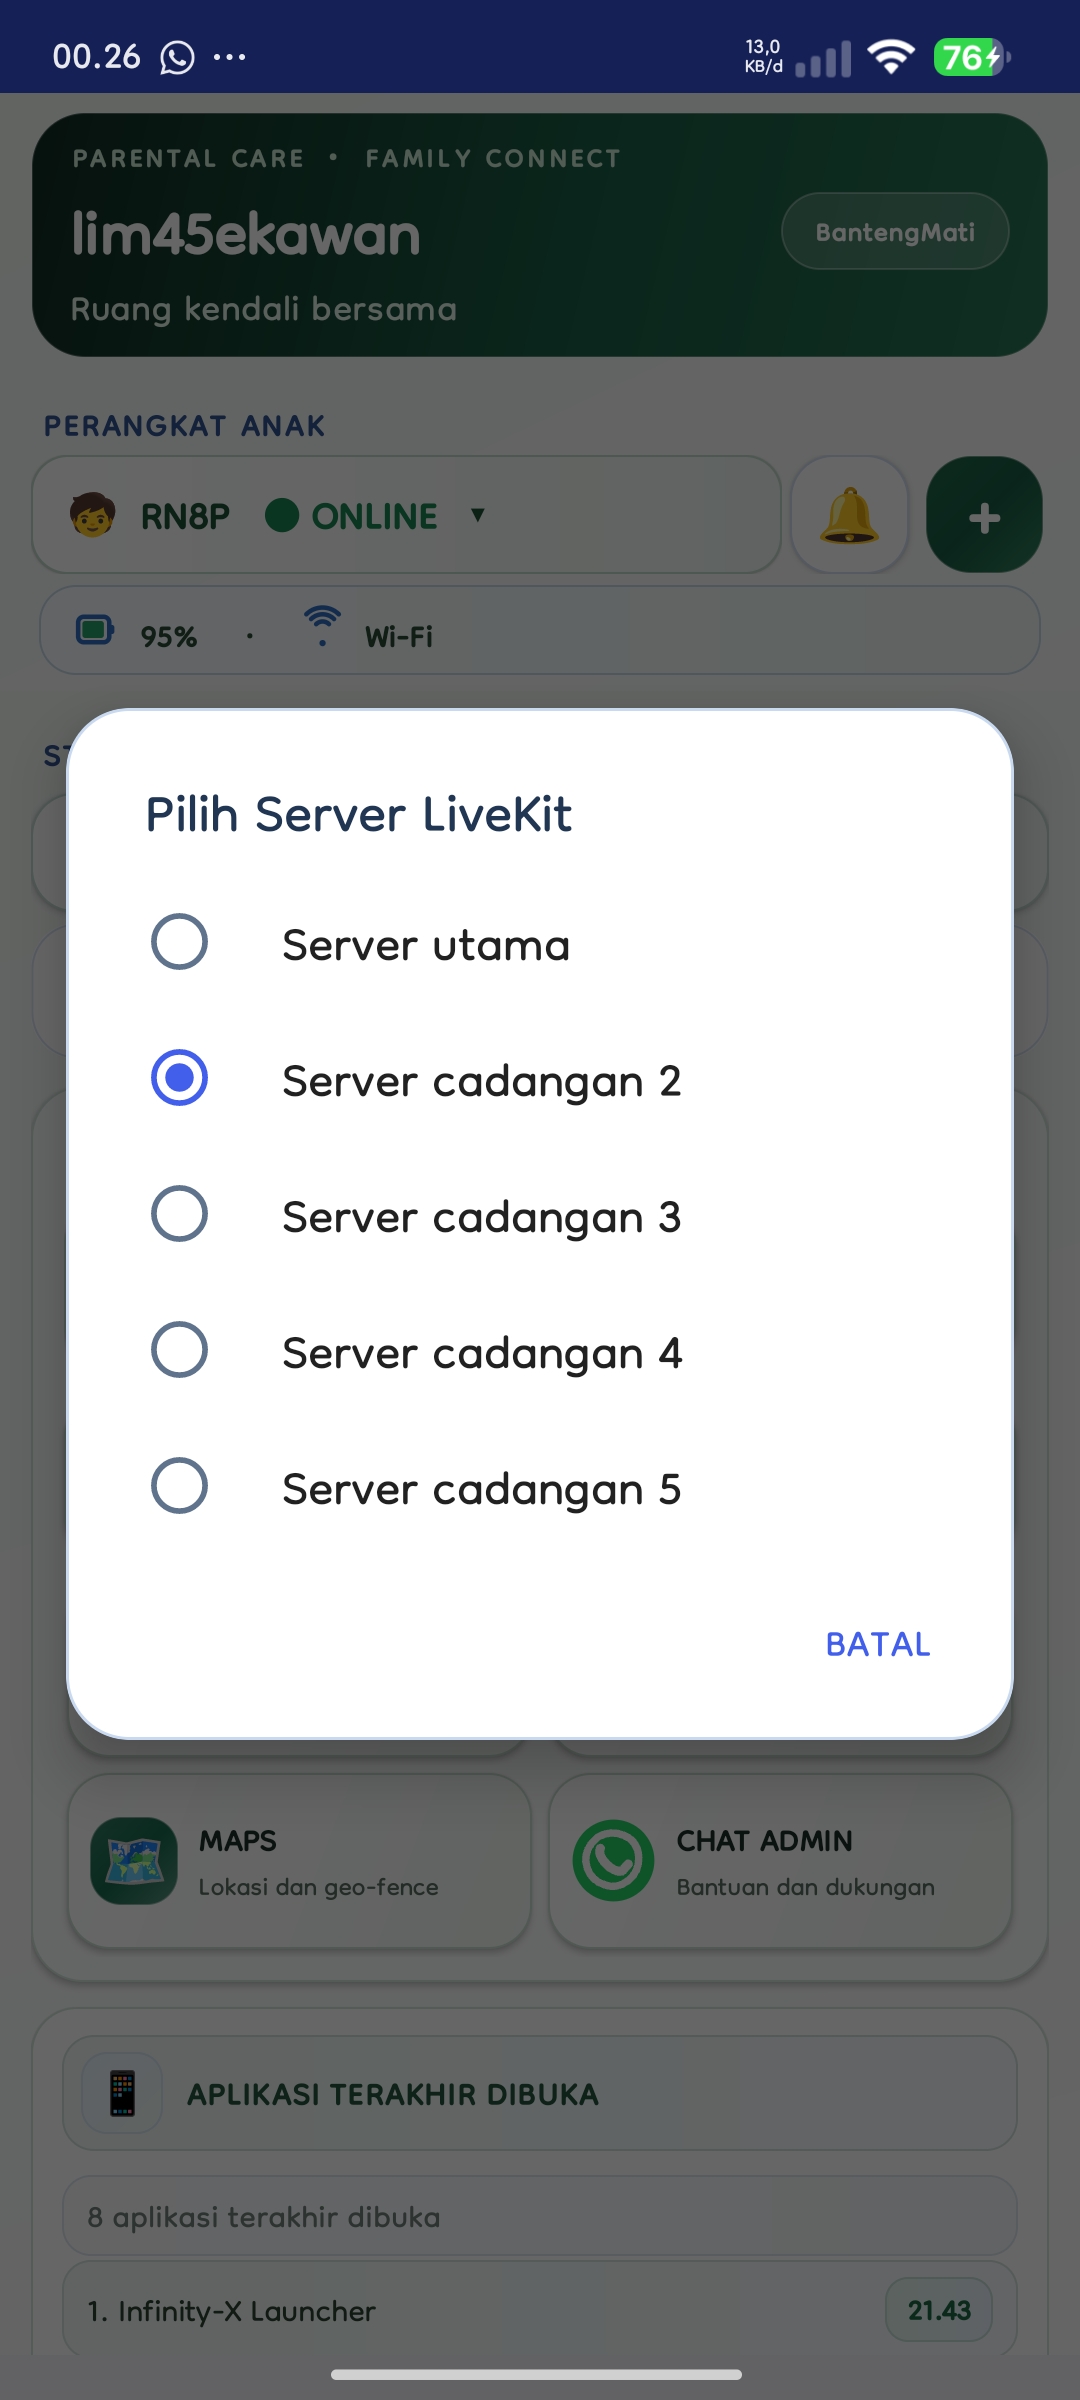 00.26
13,0
KB/d
76
PARENTAL CARE • FAMILY CONNECT
lim45ekawan
BantengMati
Ruang kendali bersama
PERANGKAT ANAK
RN8P ONLINE ▼
+
95% · Wi-Fi
Pilih Server LiveKit
Server utama
Server cadangan 2
Server cadangan 3
Server cadangan 4
Server cadangan 5
BATAL
MAPS
Lokasi dan geo-fence
CHAT ADMIN
Bantuan dan dukungan
APLIKASI TERAKHIR DIBUKA
8 aplikasi terakhir dibuka
1. Infinity-X Launcher
21.43